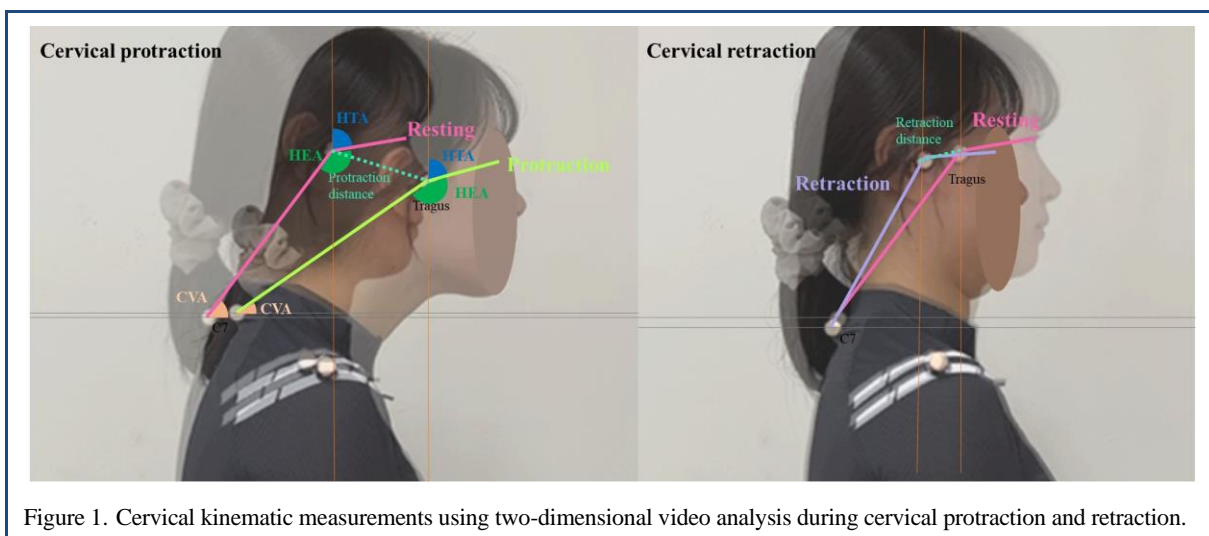 Cervical protraction
HTA
Resting
HEA
HTA
Protraction
Protraction
distance
HEA
Tragus
CVA
CVA
C7
Cervical retraction
Retraction
distance
Resting
Retraction
Tragus
C7
Figure 1. Cervical kinematic measurements using two-dimensional video analysis during cervical protraction and retraction.